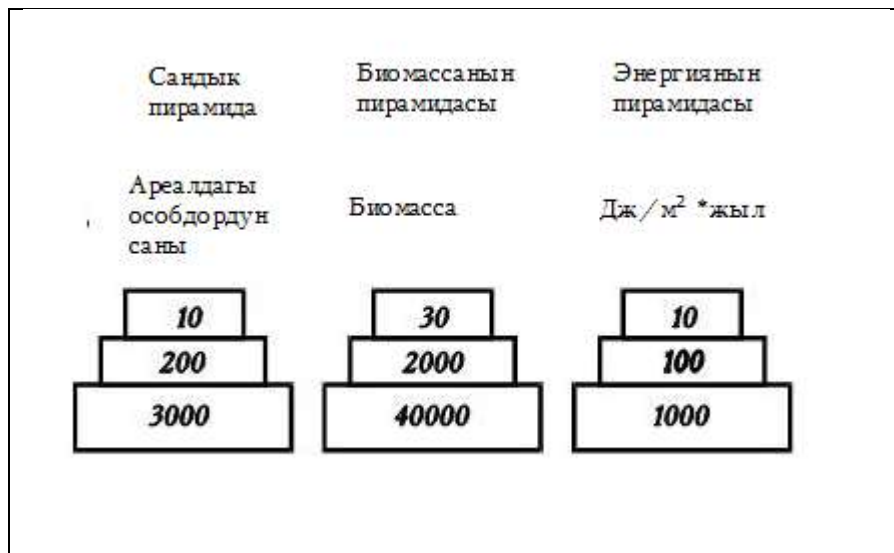 Сандык
пирамида
Биомассанын
пирамидасы
Энергиянын
пирамидасы
Ареалдагы
особдордун
саны
Биомасса
Дж/м² *жыл
10
200
3000
30
2000
40000
10
100
1000